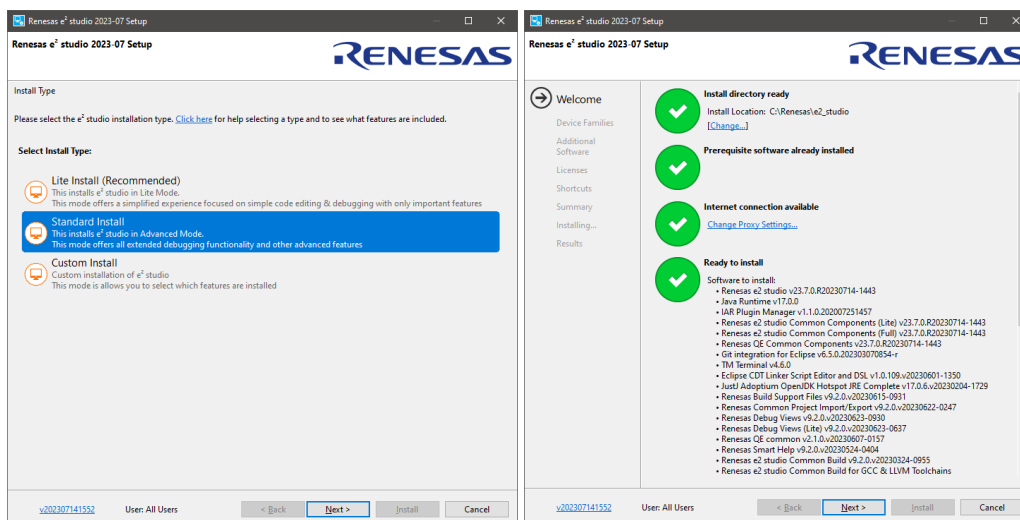 Renesas e² studio 2023-07 Setup
Renesas e² studio 2023-07 Setup
RENESAS
Install Type
Please select the e² studio installation type. Click here for help selecting a type and to see what features are included.
Select Install Type:
Lite Install (Recommended)
This installs e² studio in Lite Mode.
This mode offers a simplified experience focused on simple code editing & debugging with only important features
Standard Install
This installs e² studio in Advanced Mode.
This mode offers all extended debugging functionality and other advanced features
Custom Install
Custom installation of e² studio
This mode is allows you to select which features are installed
v202307141552
User: All Users
< Back
Next >
Install
Cancel
Renesas e² studio 2023-07 Setup
Renesas e² studio 2023-07 Setup
RENESAS
Welcome
Device Families
Additional
Software
Licenses
Shortcuts
Summary
Installing...
Results
Install directory ready
Install Location: C:\Renesas\e2_studio
[Change...]
Prerequisite software already installed
Internet connection available
Change Proxy Settings...
Ready to install
Software to install:
• Renesas e2 studio v23.7.0.R20230714-1443
• Java Runtime v17.0.0
• IAR Plugin Manager v1.1.0.202007251457
• Renesas e2 studio Common Components (Lite) v23.7.0.R20230714-1443
• Renesas e2 studio Common Components (Full) v23.7.0.R20230714-1443
• Renesas QE Common Components v23.7.0.R20230714-1443
• Git integration for Eclipse v6.5.0.202303070854-r
• TM Terminal v4.6.0
• Eclipse CDT Linker Script Editor and DSL v1.0.109.v20230601-1350
• JustJ Adoptium OpenJDK Hotspot JRE Complete v17.0.6.v20230204-1729
• Renesas Build Support Files v9.2.0.v20230615-0931
• Renesas Common Project Import/Export v9.2.0.v20230622-0247
• Renesas Debug Views v9.2.0.v20230623-0930
• Renesas Debug Views (Lite) v9.2.0.v20230623-0637
• Renesas QE common v2.1.0.v20230607-0157
• Renesas Smart Help v9.2.0.v20230524-0404
• Renesas e2 studio Common Build v9.2.0.v20230324-0955
• Renesas e2 studio Common Build for GCC & LLVM Toolchains
v202307141552
User: All Users
< Back
Next >
Install
Cancel